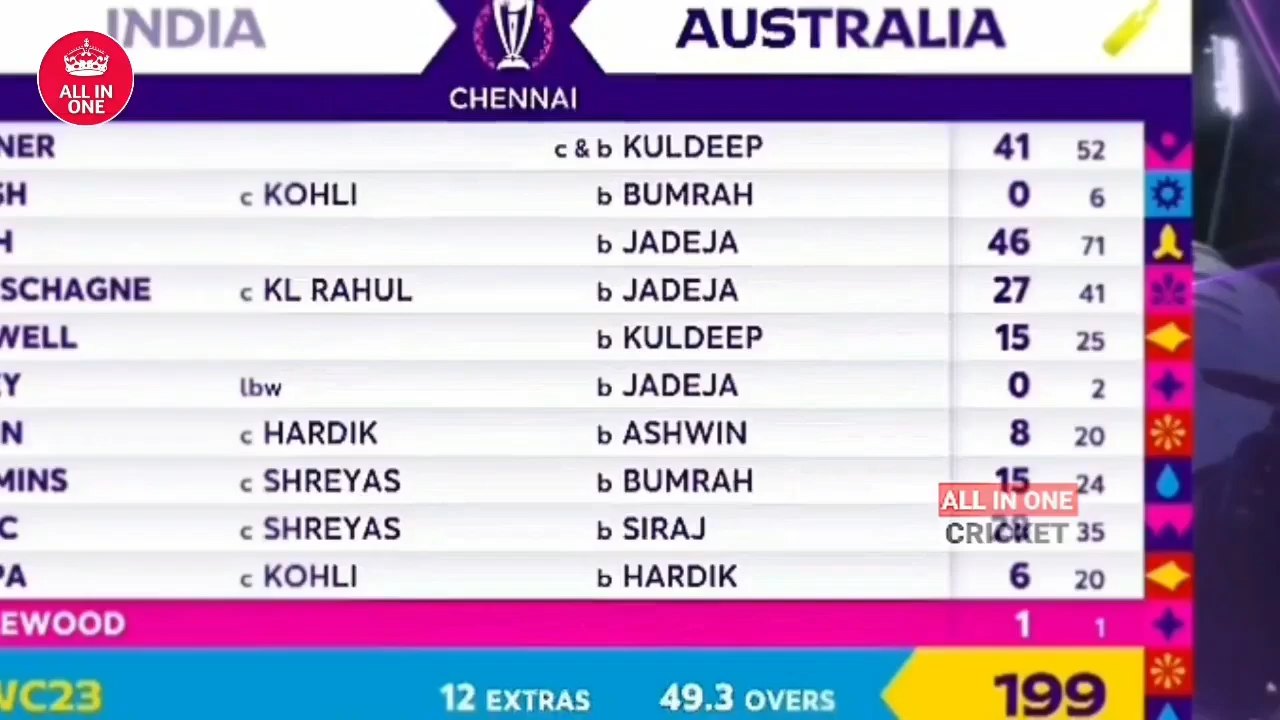 INDIA AUSTRALIA
ALL IN ONE
CHENNAI
NER c & b KULDEEP 41 52
SH c KOHLI b BUMRAH 0 6
H b JADEJA 46 71
SCHAGNE c KL RAHUL b JADEJA 27 41
WELL b KULDEEP 15 25
EY lbw b JADEJA 0 2
N c HARDIK b ASHWIN 8 20
MINS c SHREYAS b BUMRAH 15 24
ALL IN ONE
CRICKET
C c SHREYAS b SIRAJ 28 35
PA c KOHLI b HARDIK 6 20
EWOOD 1 1
WC23 12 EXTRAS 49.3 OVERS 199